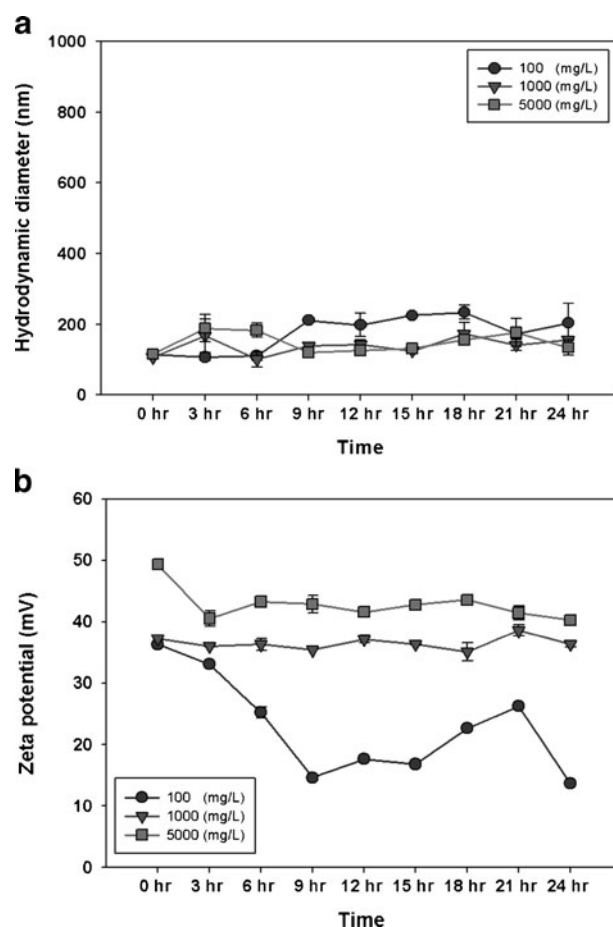 a
1000
800
600
400
200
0
Hydrodynamic diameter (nm)
100 (mg/L)
1000 (mg/L)
5000 (mg/L)
0 hr 3 hr 6 hr 9 hr 12 hr 15 hr 18 hr 21 hr 24 hr
Time
b
60
50
40
30
20
10
0
Zeta potential (mV)
100 (mg/L)
1000 (mg/L)
5000 (mg/L)
0 hr 3 hr 6 hr 9 hr 12 hr 15 hr 18 hr 21 hr 24 hr
Time